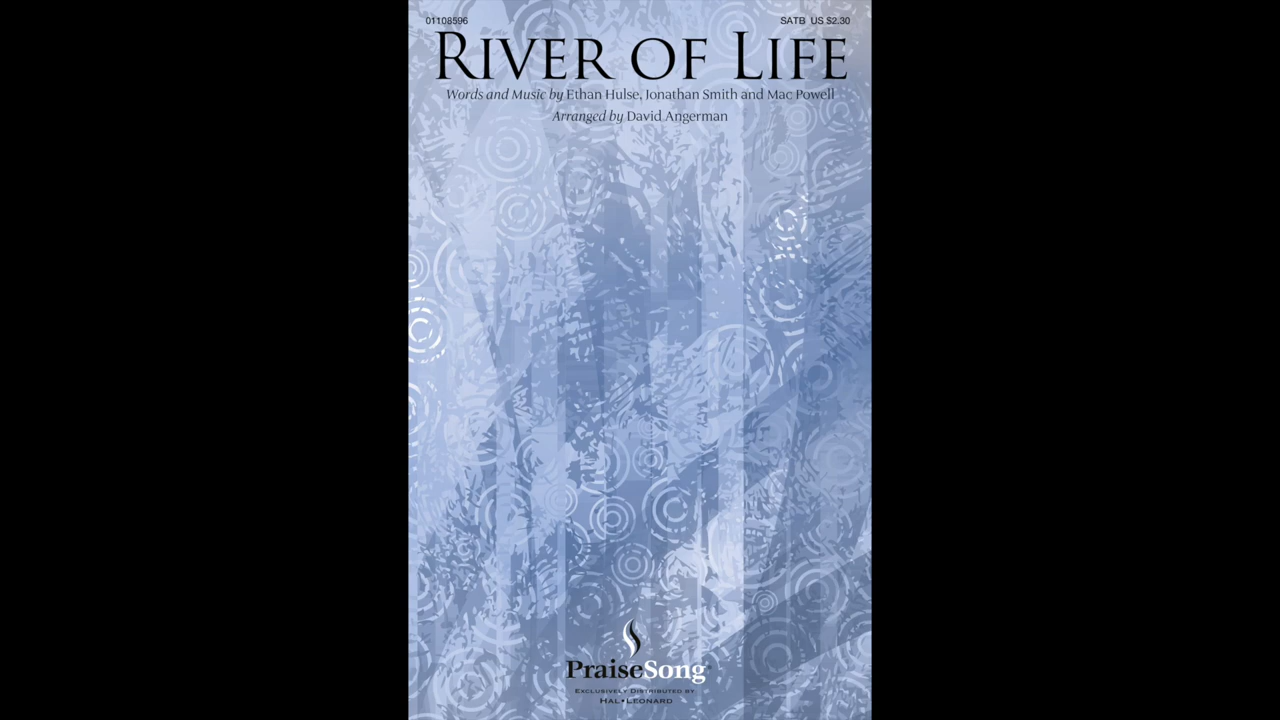 01108596 SATB US $2.30
RIVER OF LIFE
Words and Music by Ethan Hulse, Jonathan Smith and Mac Powell
Arranged by David Angerman
PraiseSong
EXCLUSIVELY DISTRIBUTED BY
HAL•LEONARD